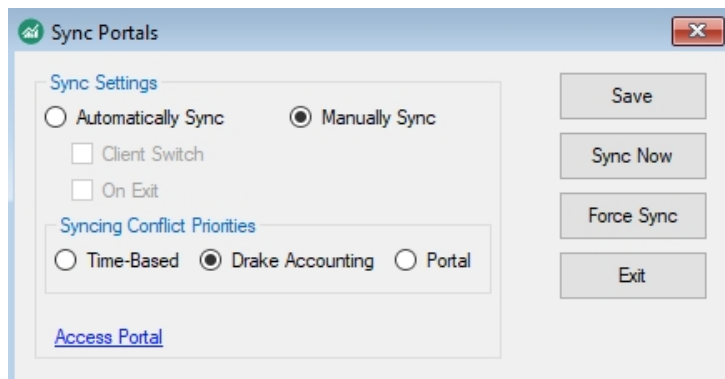 Sync Portals
Sync Settings
Automatically Sync
Manually Sync
Client Switch
On Exit
Syncing Conflict Priorities
Time-Based
Drake Accounting
Portal
Access Portal
Save
Sync Now
Force Sync
Exit